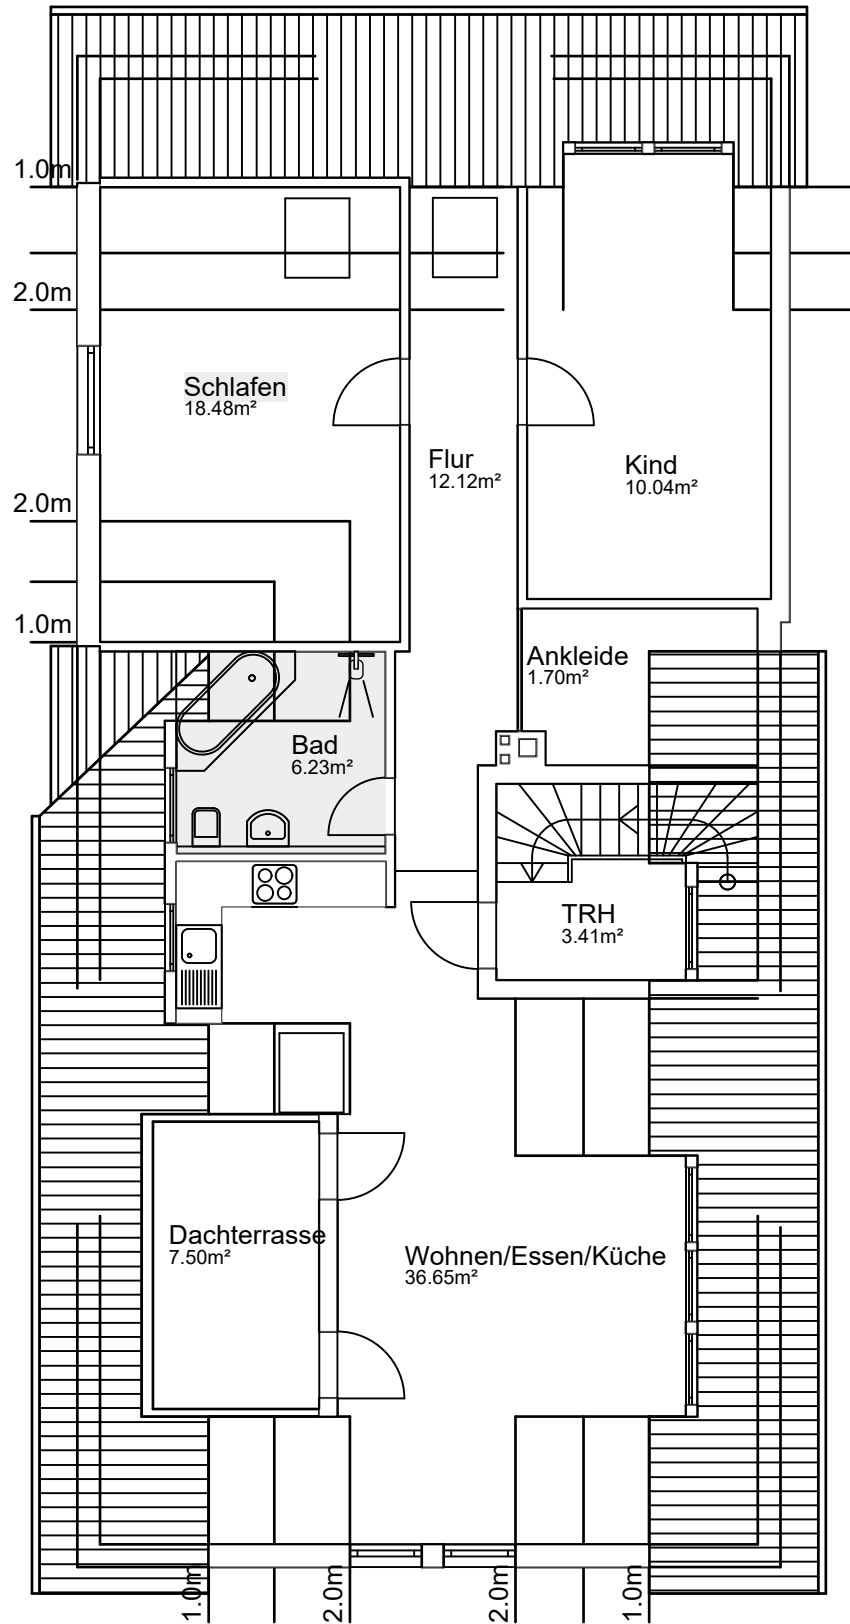 1.0m
2.0m
Schlafen
18.48m²
Flur
12.12m²
Kind
10.04m²
2.0m
1.0m
Ankleide
1.70m²
Bad
6.23m²
TRH
3.41m²
Dachterrasse
7.50m²
Wohnen/Essen/Küche
36.65m²
1.0m
2.0m
2.0m
1.0m